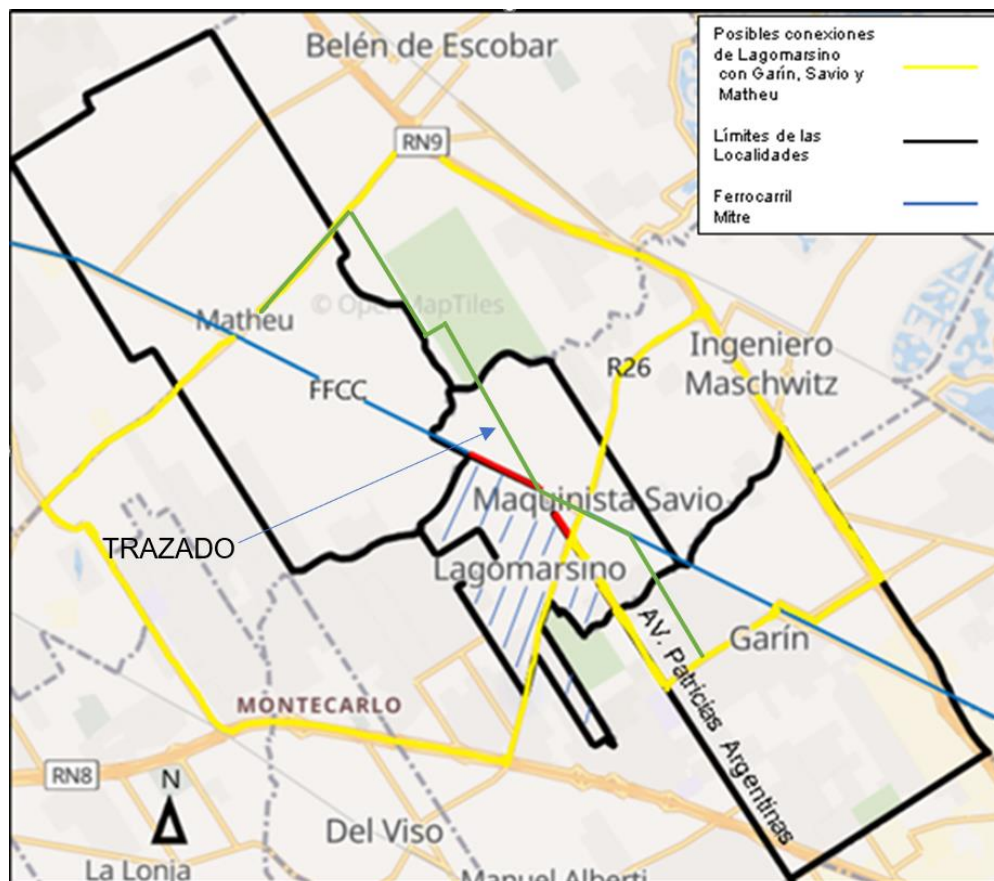 Belén de Escobar
Posibles conexiones
de Lagomarsino
con Garín, Savio y
Matheu
Límites de las
Localidades
Ferrocarril
Mitre
RN9
© OpenMapTiles
Matheu
FFCC
R26
Ingeniero
Maschwitz
Maquinista Savio
TRAZADO
Lagomarsino
AV. Patricias Argentinas
Garín
MONTECARLO
RN8
N
Del Viso
La Lonja
Manuel Alberti